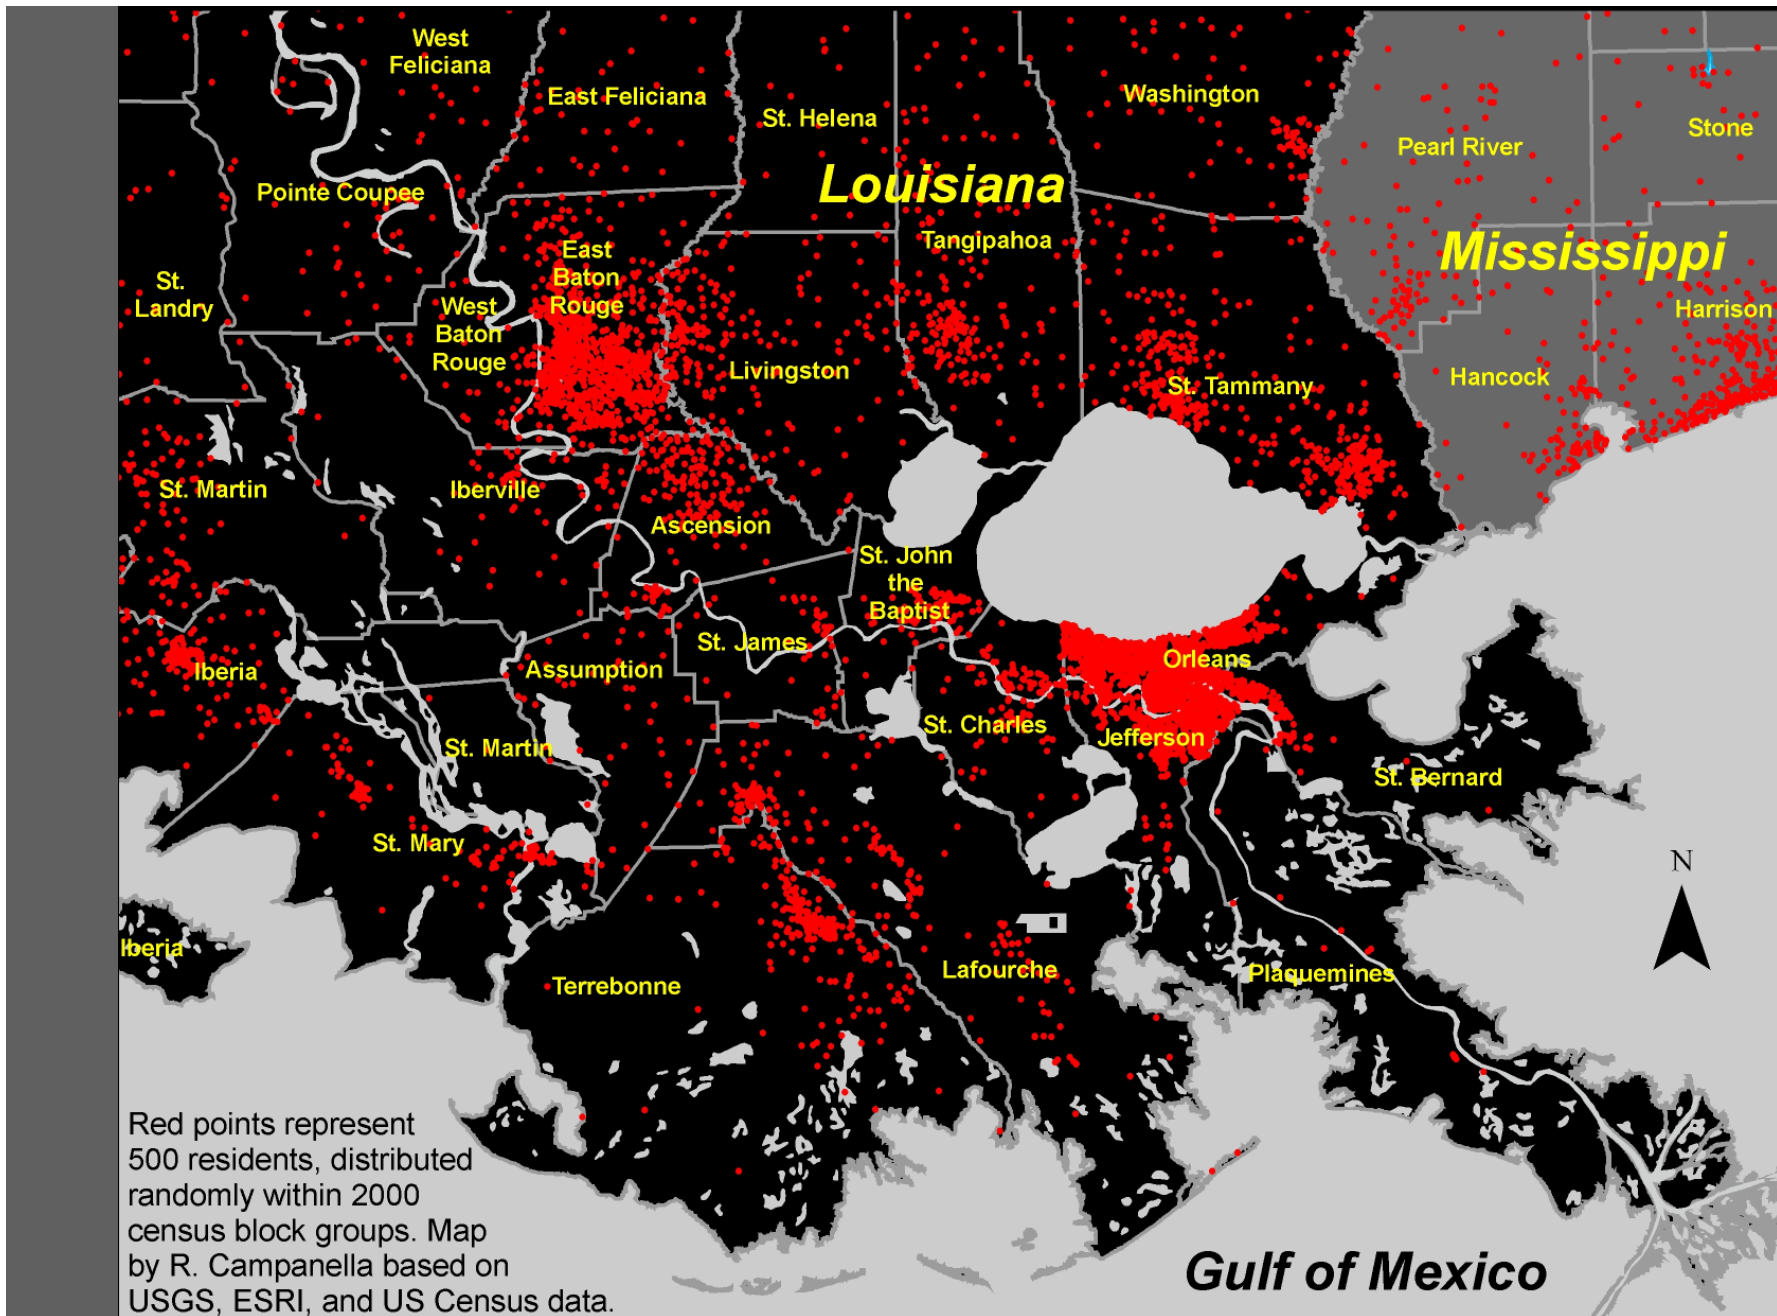 West
Feliciana
East Feliciana
St. Helena
Washington
Pearl River
Stone
Pointe Coupee
Louisiana
East
Baton
Rouge
Tangipahoa
Mississippi
St.
Landry
West
Baton
Rouge
Harrison
Livingston
St. Tammany
Hancock
St. Martin
Iberville
Ascension
St. John
the
Baptist
St. James
Orleans
Iberia
Assumption
St. Charles
Jefferson
St. Martin
St. Bernard
St. Mary
N
Iberia
Terrebonne
Lafourche
Plaquemines
Red points represent
500 residents, distributed
randomly within 2000
census block groups. Map
by R. Campanella based on
USGS, ESRI, and US Census data.
Gulf of Mexico